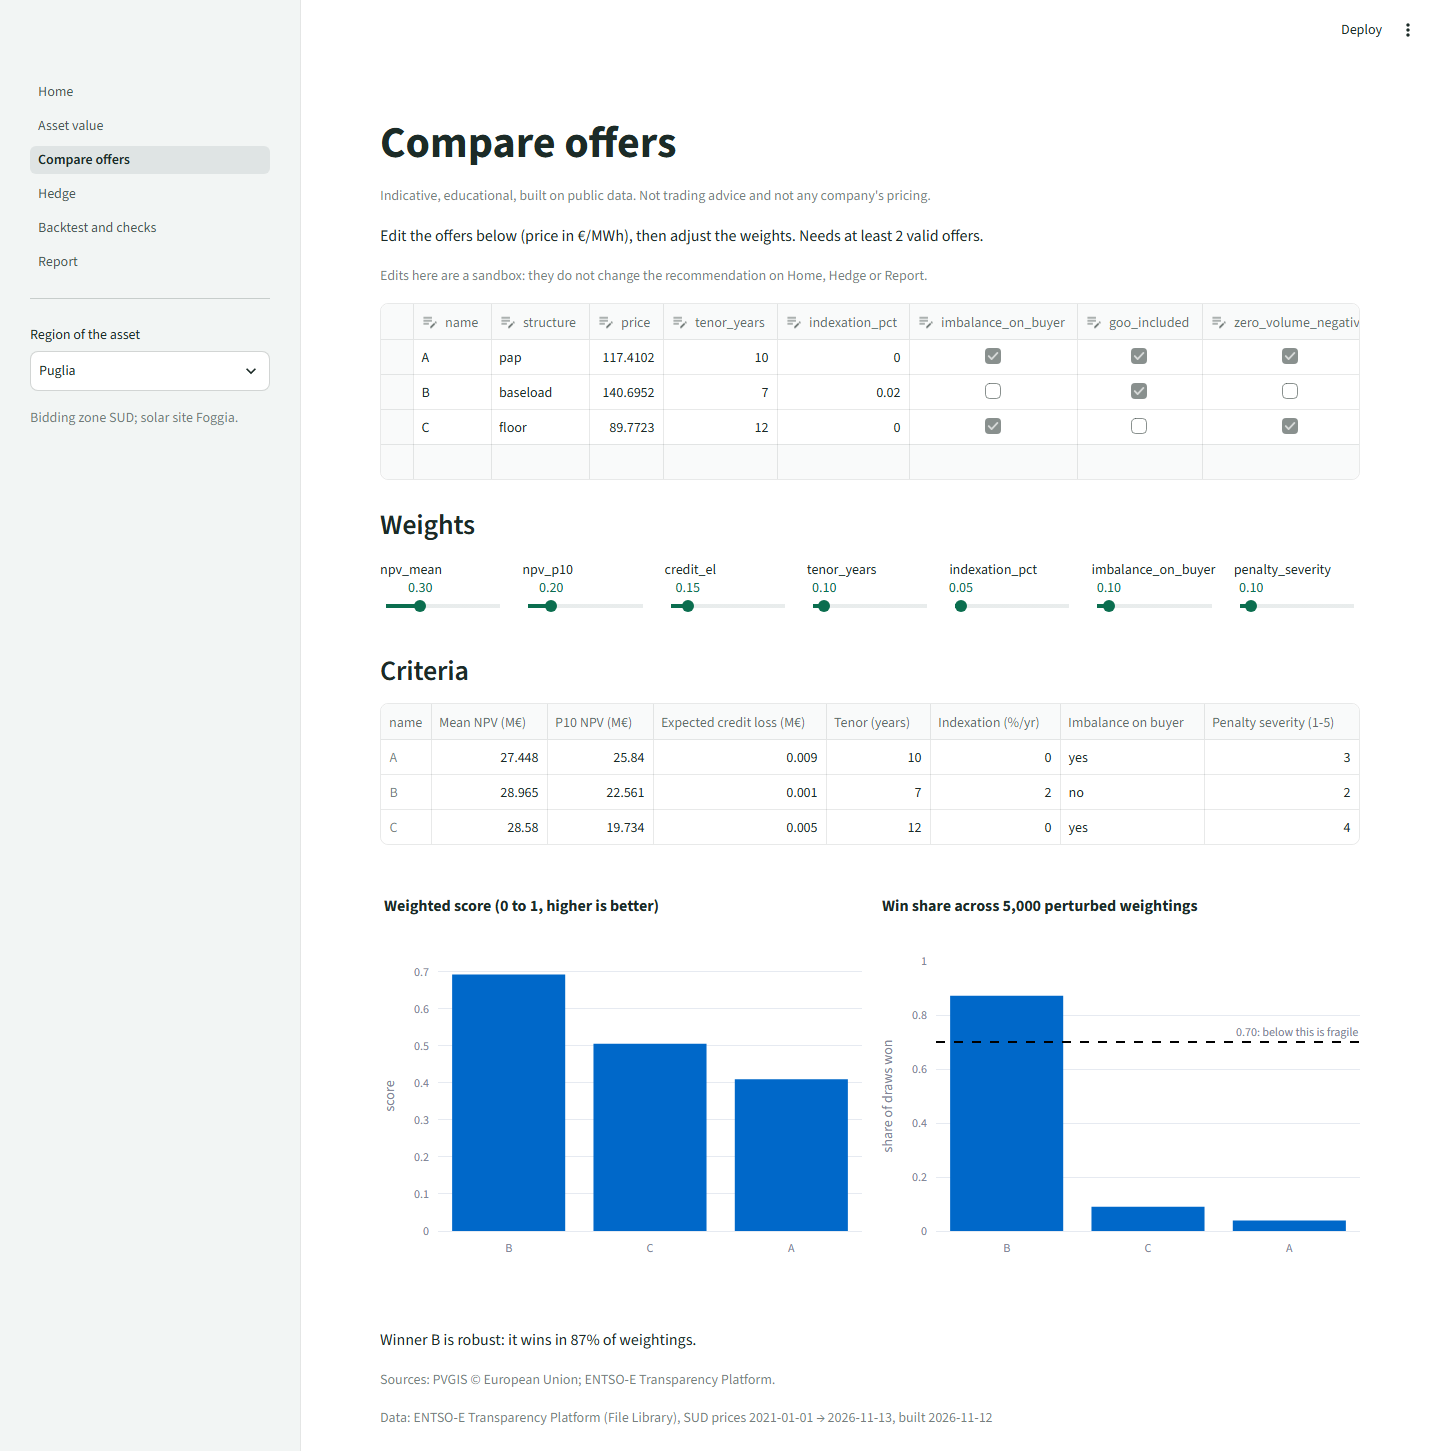 Deploy
Home
Asset value
Compare offers
Hedge
Backtest and checks
Report
Region of the asset
Puglia
Bidding zone SUD; solar site Foggia.
Compare offers
Indicative, educational, built on public data. Not trading advice and not any company's pricing.
Edit the offers below (price in €/MWh), then adjust the weights. Needs at least 2 valid offers.
Edits here are a sandbox: they do not change the recommendation on Home, Hedge or Report.
name structure price tenor_years indexation_pct imbalance_on_buyer goo_included zero_volume_negativ
A pap 117.4102 10 0
B baseload 140.6952 7 0.02
C floor 89.7723 12 0
Weights
npv_mean npv_p10 credit_el tenor_years indexation_pct imbalance_on_buyer penalty_severity
0.30 0.20 0.15 0.10 0.05 0.10 0.10
Criteria
name Mean NPV (M€) P10 NPV (M€) Expected credit loss (M€) Tenor (years) Indexation (%/yr) Imbalance on buyer Penalty severity (1-5)
A 27.448 25.84 0.009 10 0 yes 3
B 28.965 22.561 0.001 7 2 no 2
C 28.58 19.734 0.005 12 0 yes 4
Weighted score (0 to 1, higher is better)
0.7
0.6
0.5
0.4
0.3
0.2
0.1
0
score
B C A
Win share across 5,000 perturbed weightings
1
0.8
0.6
0.4
0.2
0
share of draws won
0.70: below this is fragile
B C A
Winner B is robust: it wins in 87% of weightings.
Sources: PVGIS © European Union; ENTSO-E Transparency Platform.
Data: ENTSO-E Transparency Platform (File Library), SUD prices 2021-01-01 → 2026-11-13, built 2026-11-12